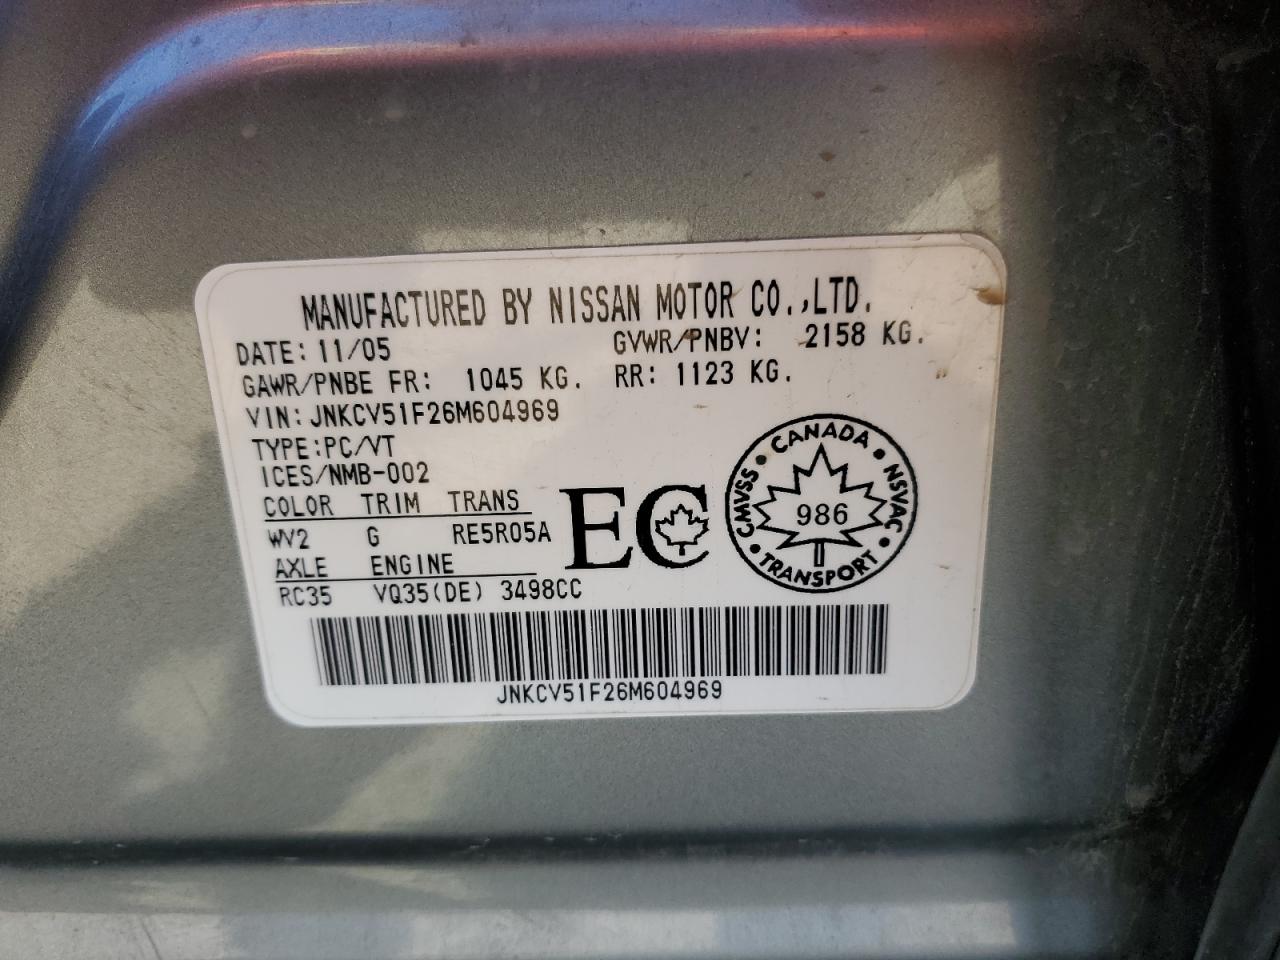 MANUFACTURED BY NISSAN MOTOR CO.,LTD.
DATE: 11/05 GVWR/PNBV: 2158 KG.
GAWR/PNBE FR: 1045 KG. RR: 1123 KG.
VIN: JNKCV51F26M604969
TYPE:PC/VT
ICES/NMB-002
COLOR TRIM TRANS
WV2 G RE5R05A
AXLE ENGINE
RC35 VQ35(DE) 3498CC
EC
CANADA • NSVAC • TRANSPORT • CMVSS •
986
JNKCV51F26M604969